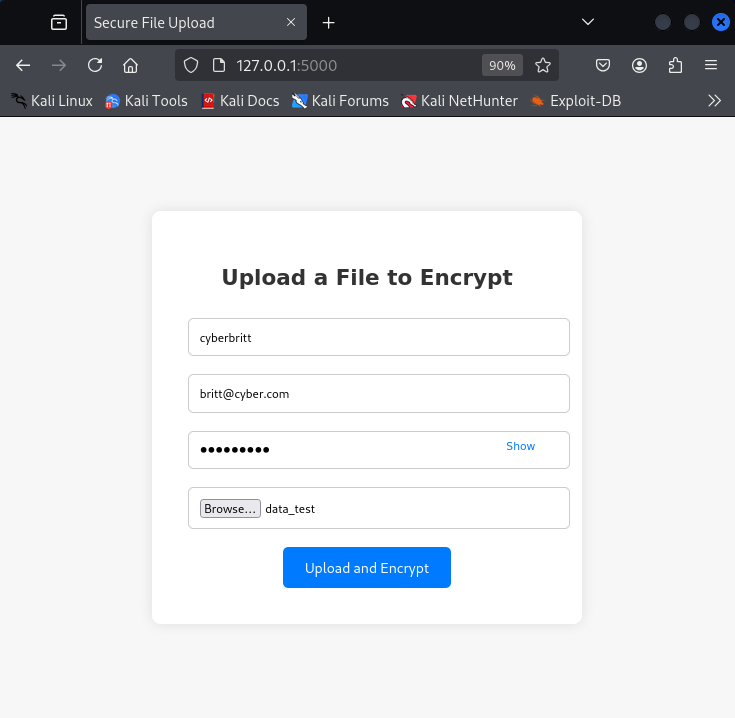 Secure File Upload
127.0.0.1:5000 90%
Kali Linux Kali Tools Kali Docs Kali Forums Kali NetHunter Exploit-DB
Upload a File to Encrypt
cyberbritt
britt@cyber.com
●●●●●●●●● Show
Browse... data_test
Upload and Encrypt